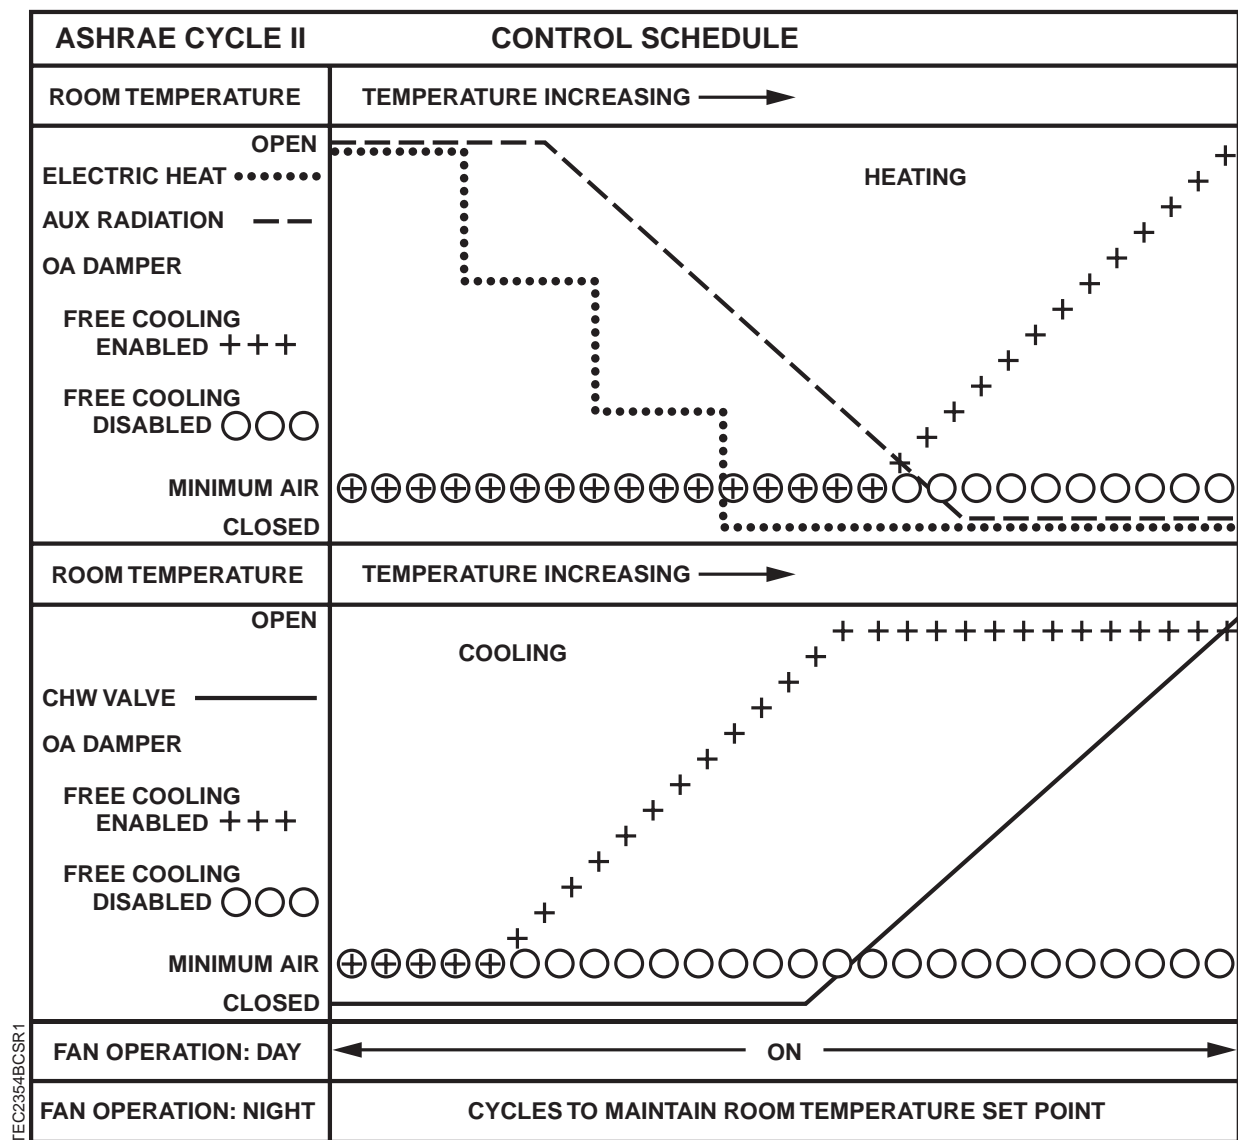 ASHRAE CYCLE II CONTROL SCHEDULE
ROOM TEMPERATURE TEMPERATURE INCREASING
OPEN
ELECTRIC HEAT
HEATING
AUX RADIATION
OA DAMPER
FREE COOLING
ENABLED
FREE COOLING
DISABLED
MINIMUM AIR
CLOSED
ROOM TEMPERATURE TEMPERATURE INCREASING
OPEN
COOLING
CHW VALVE
OA DAMPER
FREE COOLING
ENABLED
FREE COOLING
DISABLED
MINIMUM AIR
CLOSED
FAN OPERATION: DAY ON
FAN OPERATION: NIGHT CYCLES TO MAINTAIN ROOM TEMPERATURE SET POINT
TEC2354BCSR1